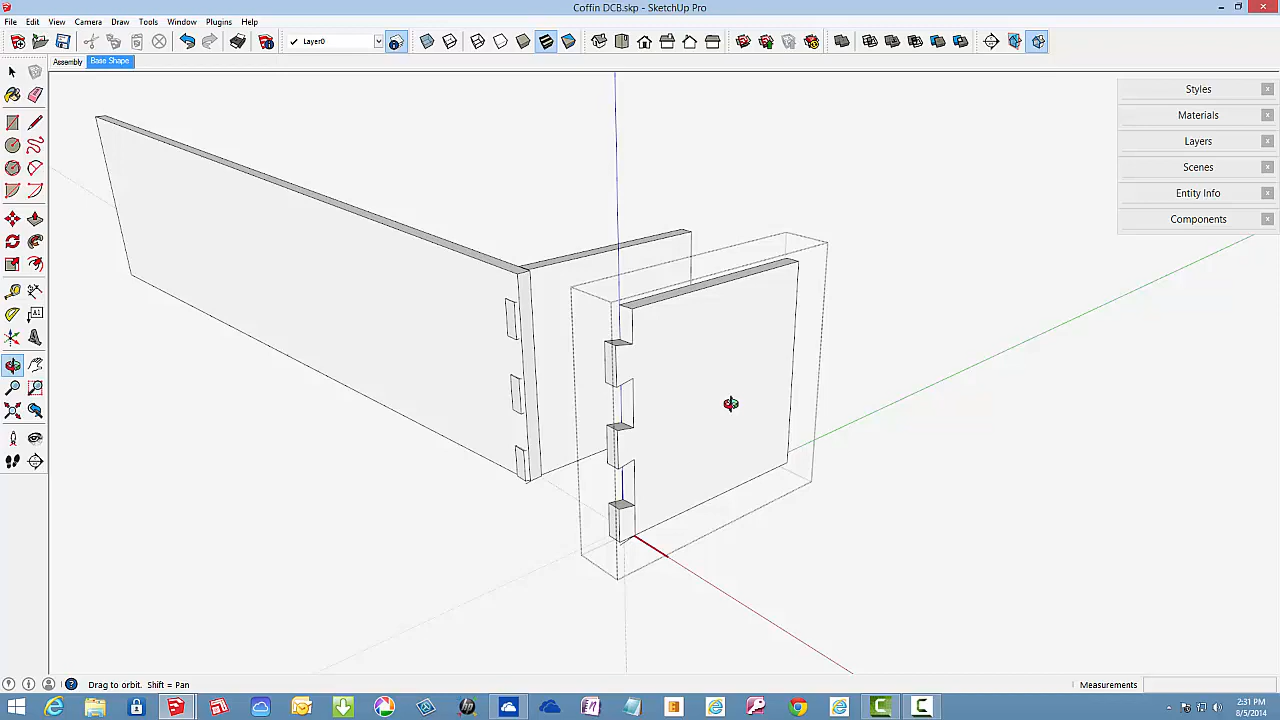 Coffin DCB.skp - SketchUp Pro
File Edit View Camera Draw Tools Window Plugins Help
Layer0
Assembly Base Shape
Styles
Materials
Layers
Scenes
Entity Info
Components
Drag to orbit. Shift = Pan
Measurements
2:31 PM
8/5/2014